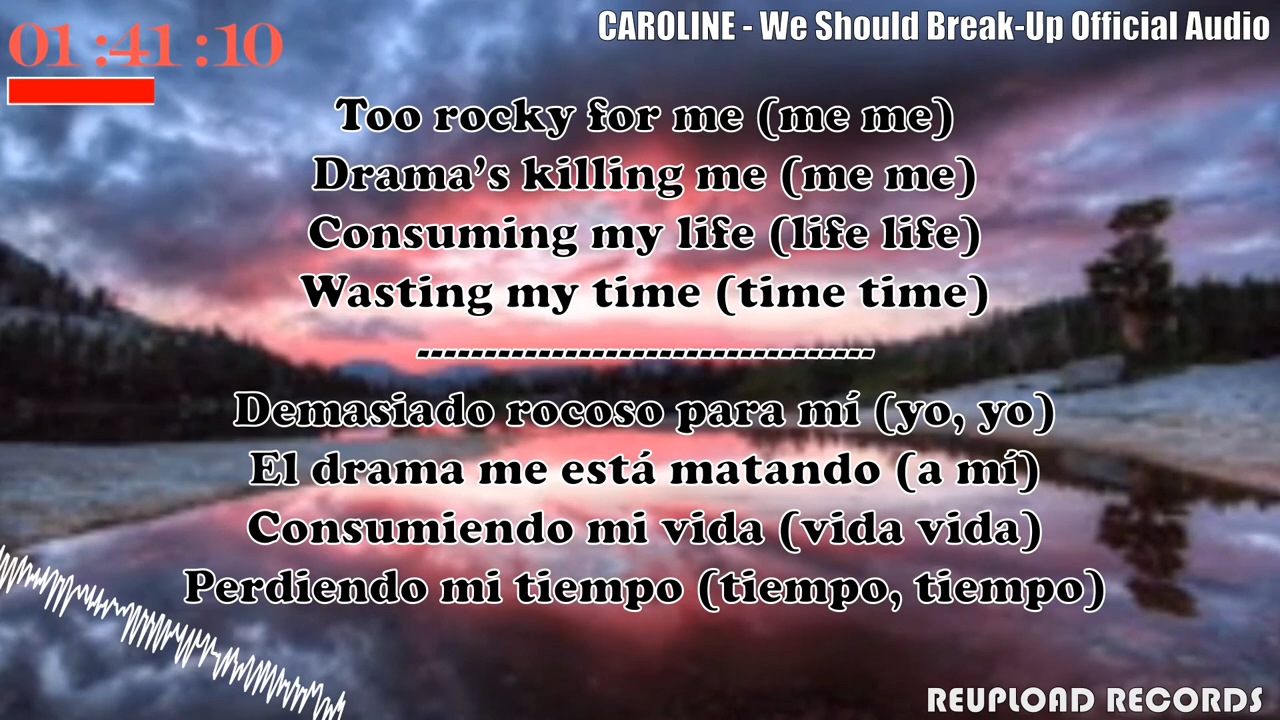 01:41:10
CAROLINE - We Should Break-Up Official Audio
Too rocky for me (me me)
Drama's killing me (me me)
Consuming my life (life life)
Wasting my time (time time)
----------------------------------
Demasiado rocoso para mí (yo, yo)
El drama me está matando (a mí)
Consumiendo mi vida (vida vida)
Perdiendo mi tiempo (tiempo, tiempo)
REUPLOAD RECORDS